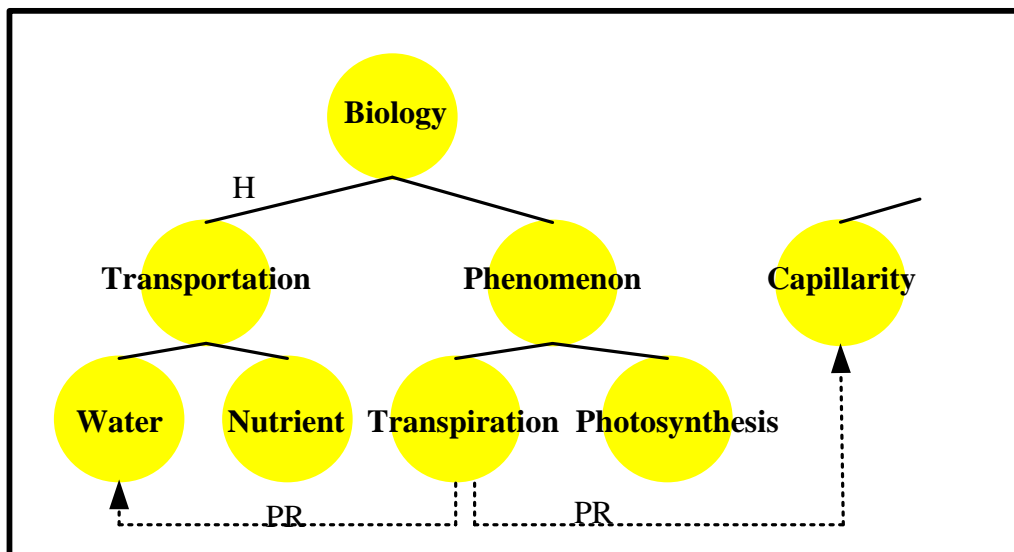 Biology
H
Transportation
Phenomenon
Capillarity
Water
Nutrient
Transpiration
Photosynthesis
PR
PR